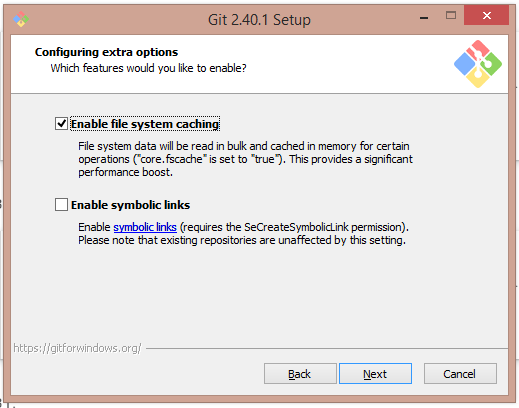 Git 2.40.1 Setup
Configuring extra options
Which features would you like to enable?
Enable file system caching
File system data will be read in bulk and cached in memory for certain
operations ("core.fscache" is set to "true"). This provides a significant
performance boost.
Enable symbolic links
Enable symbolic links (requires the SeCreateSymbolicLink permission).
Please note that existing repositories are unaffected by this setting.
https://gitforwindows.org/
Back Next Cancel